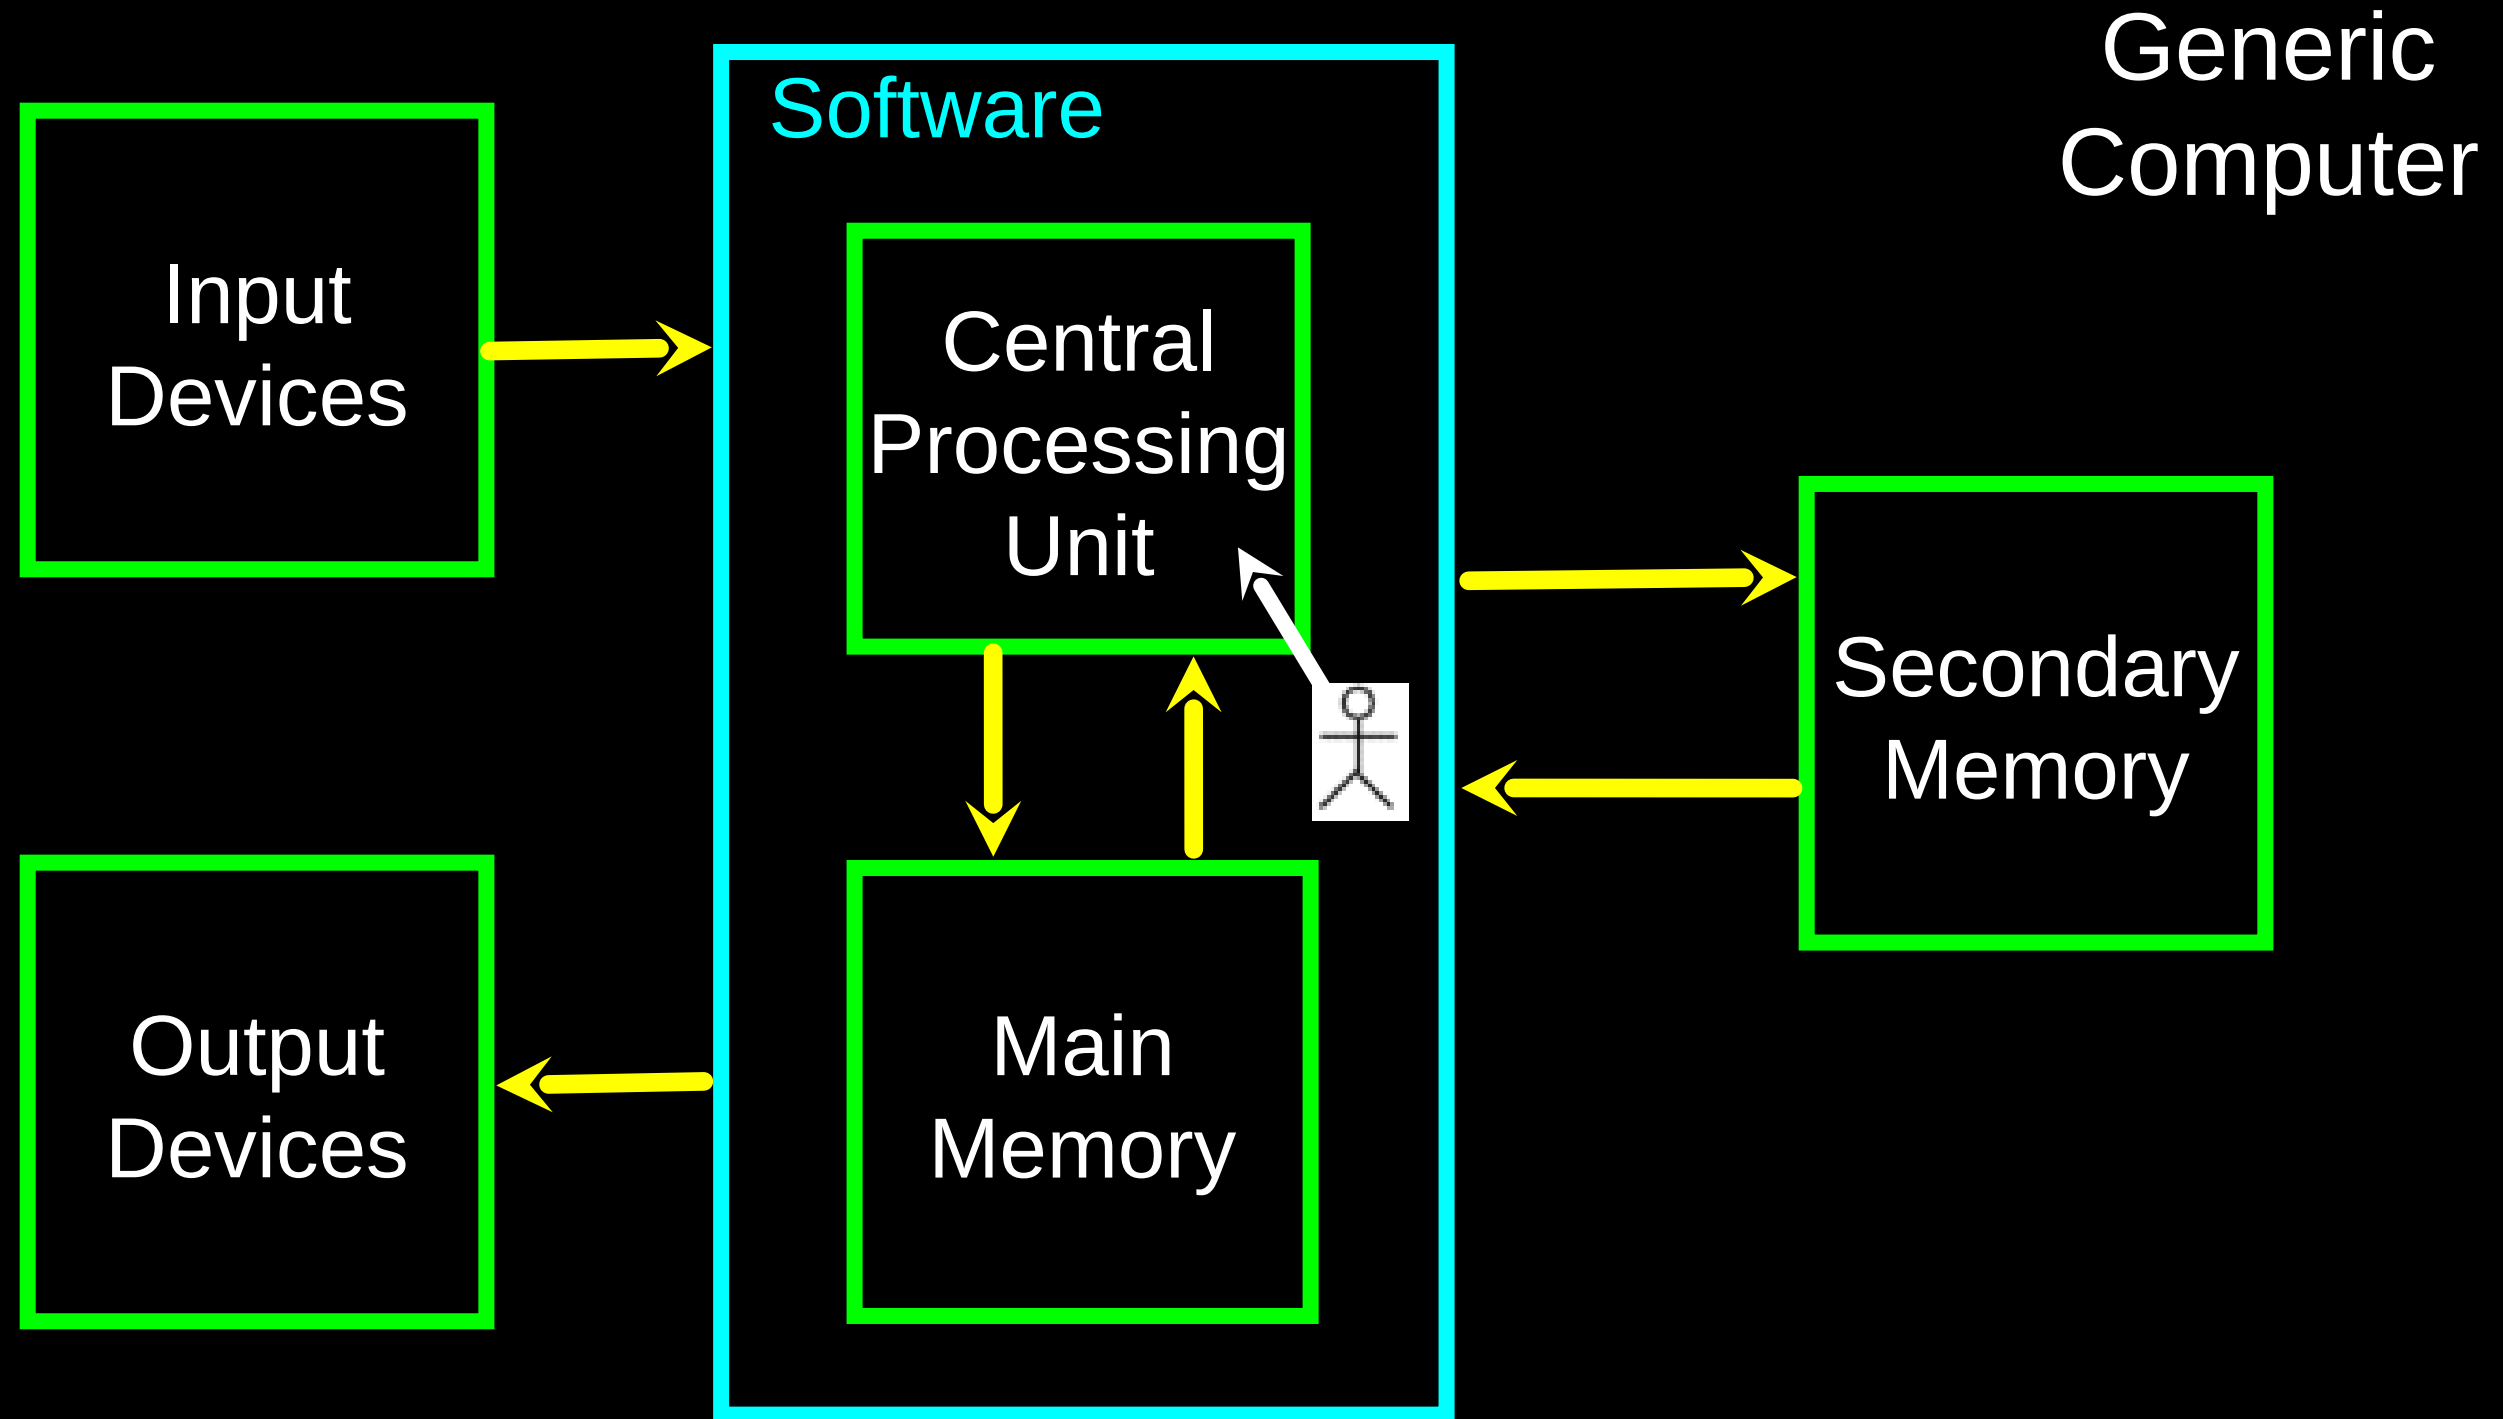 Generic
Computer
Software
Input
Devices
Central
Processing
Unit
Secondary
Memory
Output
Devices
Main
Memory